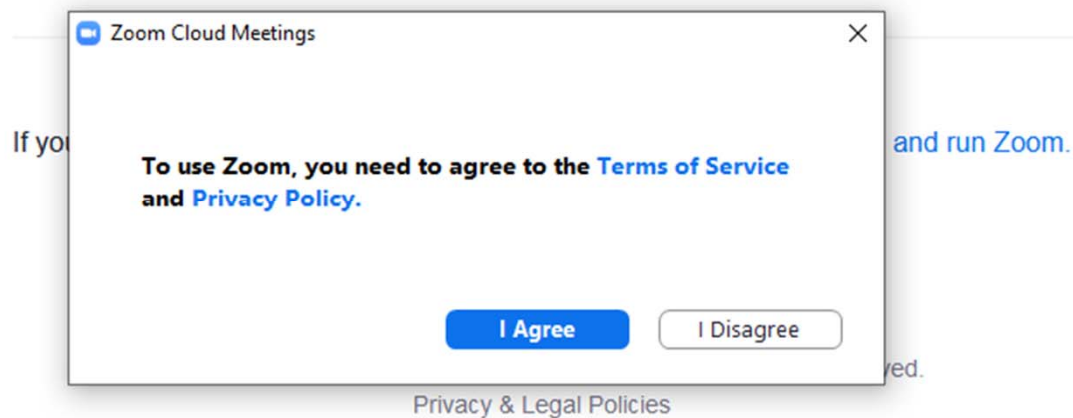 Zoom Cloud Meetings
If you and run Zoom.
To use Zoom, you need to agree to the Terms of Service
and Privacy Policy.
I Agree I Disagree
Privacy & Legal Policies